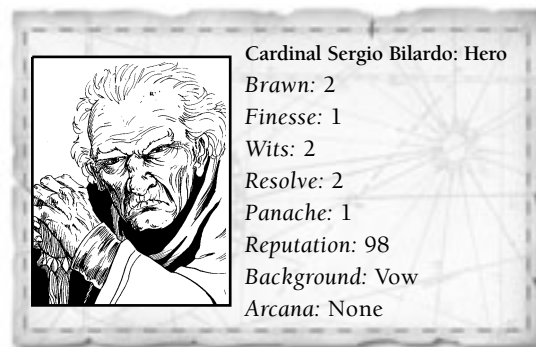 Cardinal Sergio Bilardo: Hero
Brawn: 2
Finesse: 1
Wits: 2
Resolve: 2
Panache: 1
Reputation: 98
Background: Vow
Arcana: None